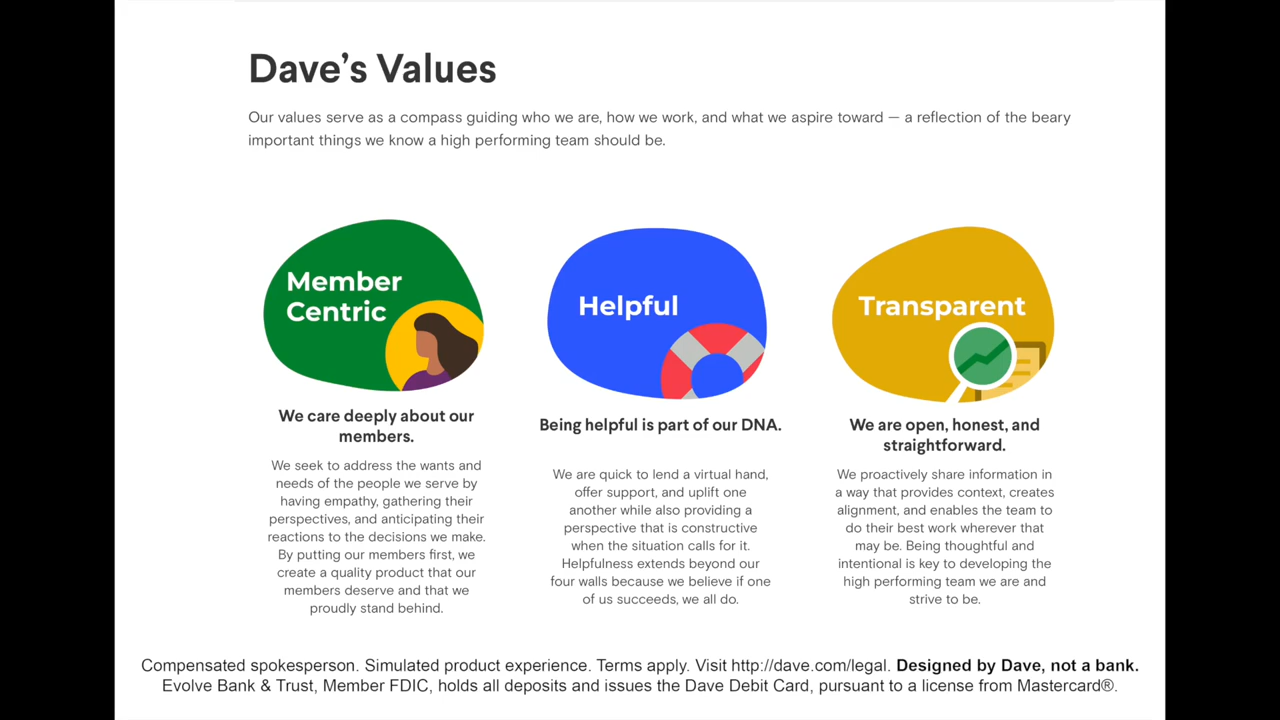 Dave's Values
Our values serve as a compass guiding who we are, how we work, and what we aspire toward — a reflection of the beary
important things we know a high performing team should be.
Member
Centric
We care deeply about our
members.
We seek to address the wants and
needs of the people we serve by
having empathy, gathering their
perspectives, and anticipating their
reactions to the decisions we make.
By putting our members first, we
create a quality product that our
members deserve and that we
proudly stand behind.
Helpful
Being helpful is part of our DNA.
We are quick to lend a virtual hand,
offer support, and uplift one
another while also providing a
perspective that is constructive
when the situation calls for it.
Helpfulness extends beyond our
four walls because we believe if one
of us succeeds, we all do.
Transparent
We are open, honest, and
straightforward.
We proactively share information in
a way that provides context, creates
alignment, and enables the team to
do their best work wherever that
may be. Being thoughtful and
intentional is key to developing the
high performing team we are and
strive to be.
Compensated spokesperson. Simulated product experience. Terms apply. Visit http://dave.com/legal. Designed by Dave, not a bank.
Evolve Bank & Trust, Member FDIC, holds all deposits and issues the Dave Debit Card, pursuant to a license from Mastercard®.